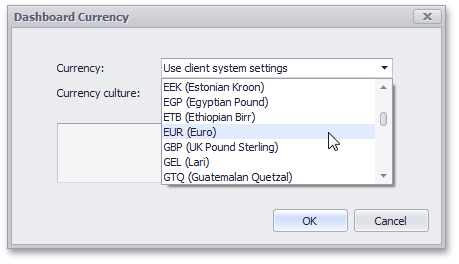 Dashboard Currency
Currency:
Use client system settings
Currency culture:
EEK (Estonian Kroon)
EGP (Egyptian Pound)
ETB (Ethiopian Birr)
EUR (Euro)
GBP (UK Pound Sterling)
GEL (Lari)
GTQ (Guatemalan Quetzal)
OK
Cancel